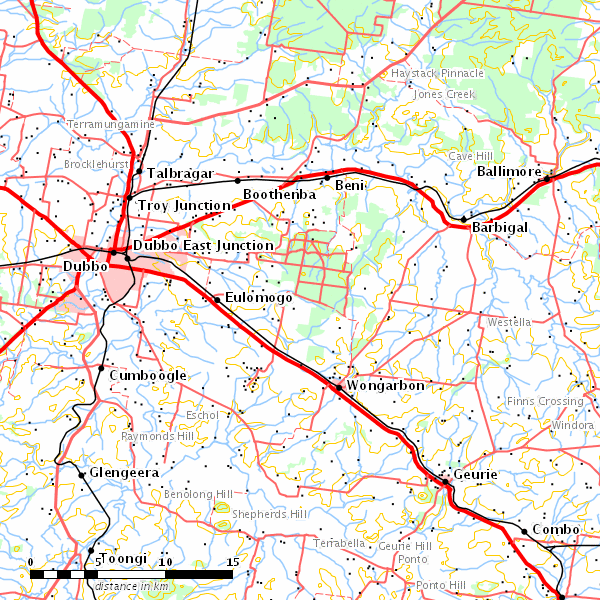 Haystack Pinnacle
Jones Creek
Terramungamine
Brocklehurst
Cave Hill
Talbragar
Ballimore
Beni
Boothenba
Troy Junction
Barbigal
Dubbo East Junction
Dubbo
Eulomogo
Westella
Cumboogle
Wongarbon
Finns Crossing
Eschol
Windora
Raymonds Hill
Glengeera
Geurie
Benolong Hill
Shepherds Hill
Combo
Terrabella
Geurie Hill
Toongi
Ponto
0 5 10 15
distance in km
Ponto Hill